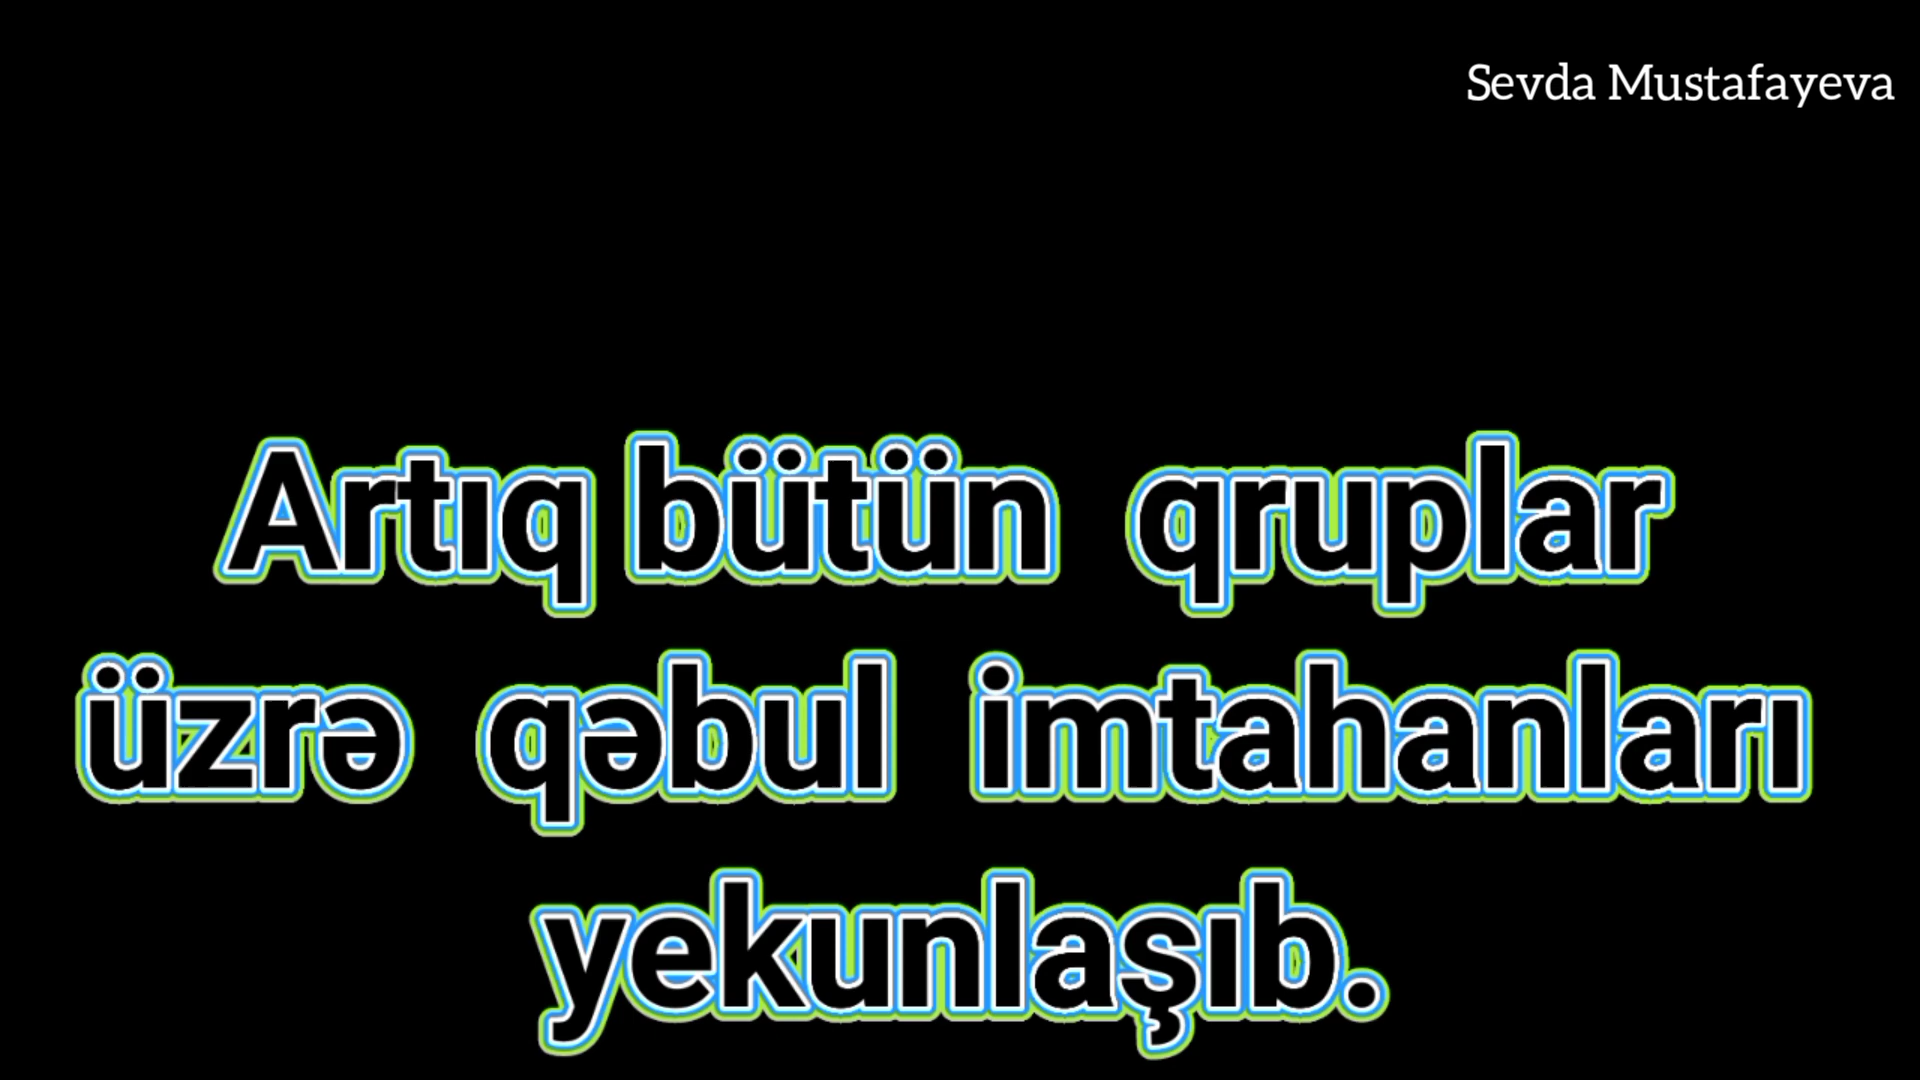 Sevda Mustafayeva
Artıq bütün qruplar
üzrə qəbul imtahanları
yekunlaşıb.